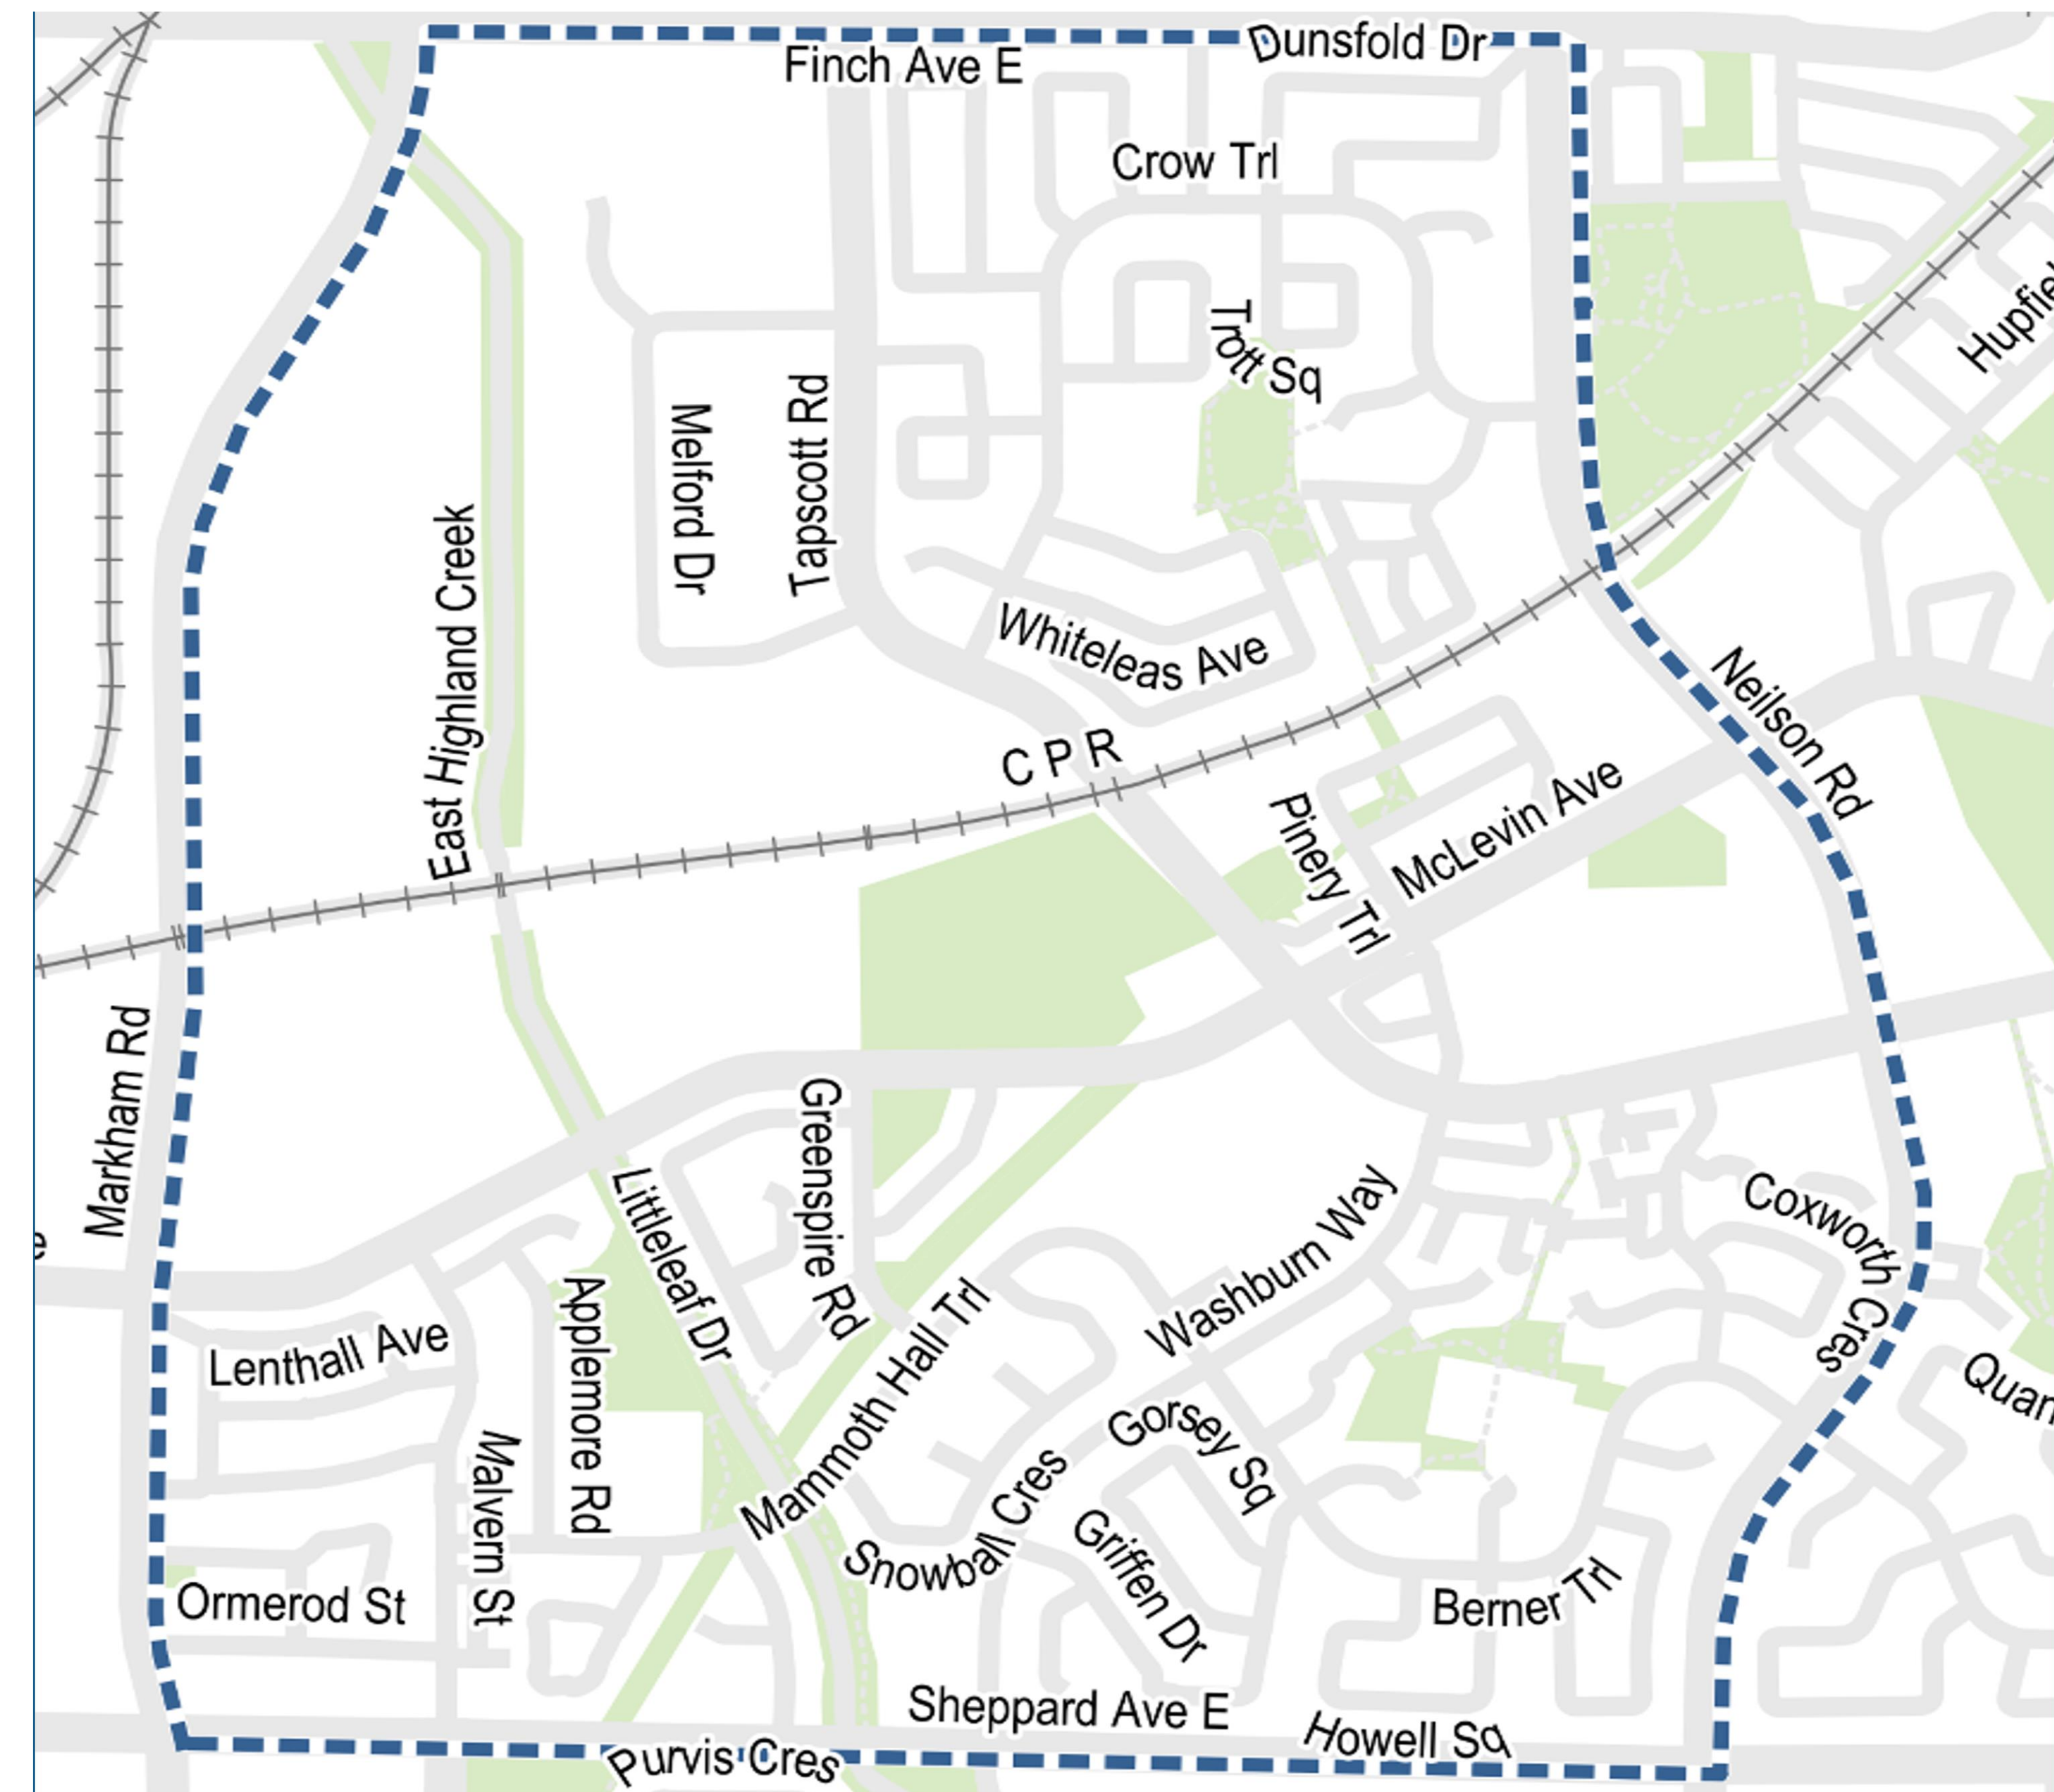 Dunsfold Dr
Finch Ave E
Crow Trl
Hupfiel
Trott Sq
Melford Dr
Tapscott Rd
East Highland Creek
Whiteleas Ave
Neilson Rd
C P R
McLevin Ave
Pinery Trl
Markham Rd
Greenspire Rd
Littleleaf Dr
Washburn Way
Coxworth Cres
e
Applemore Rd
Mammoth Hall Trl
Lenthall Ave
Quan
Gorsey Sq
Malvern St
Snowball Cres
Griffen Dr
Ormerod St
Berner Trl
Sheppard Ave E
Howell Sq
Purvis Cres